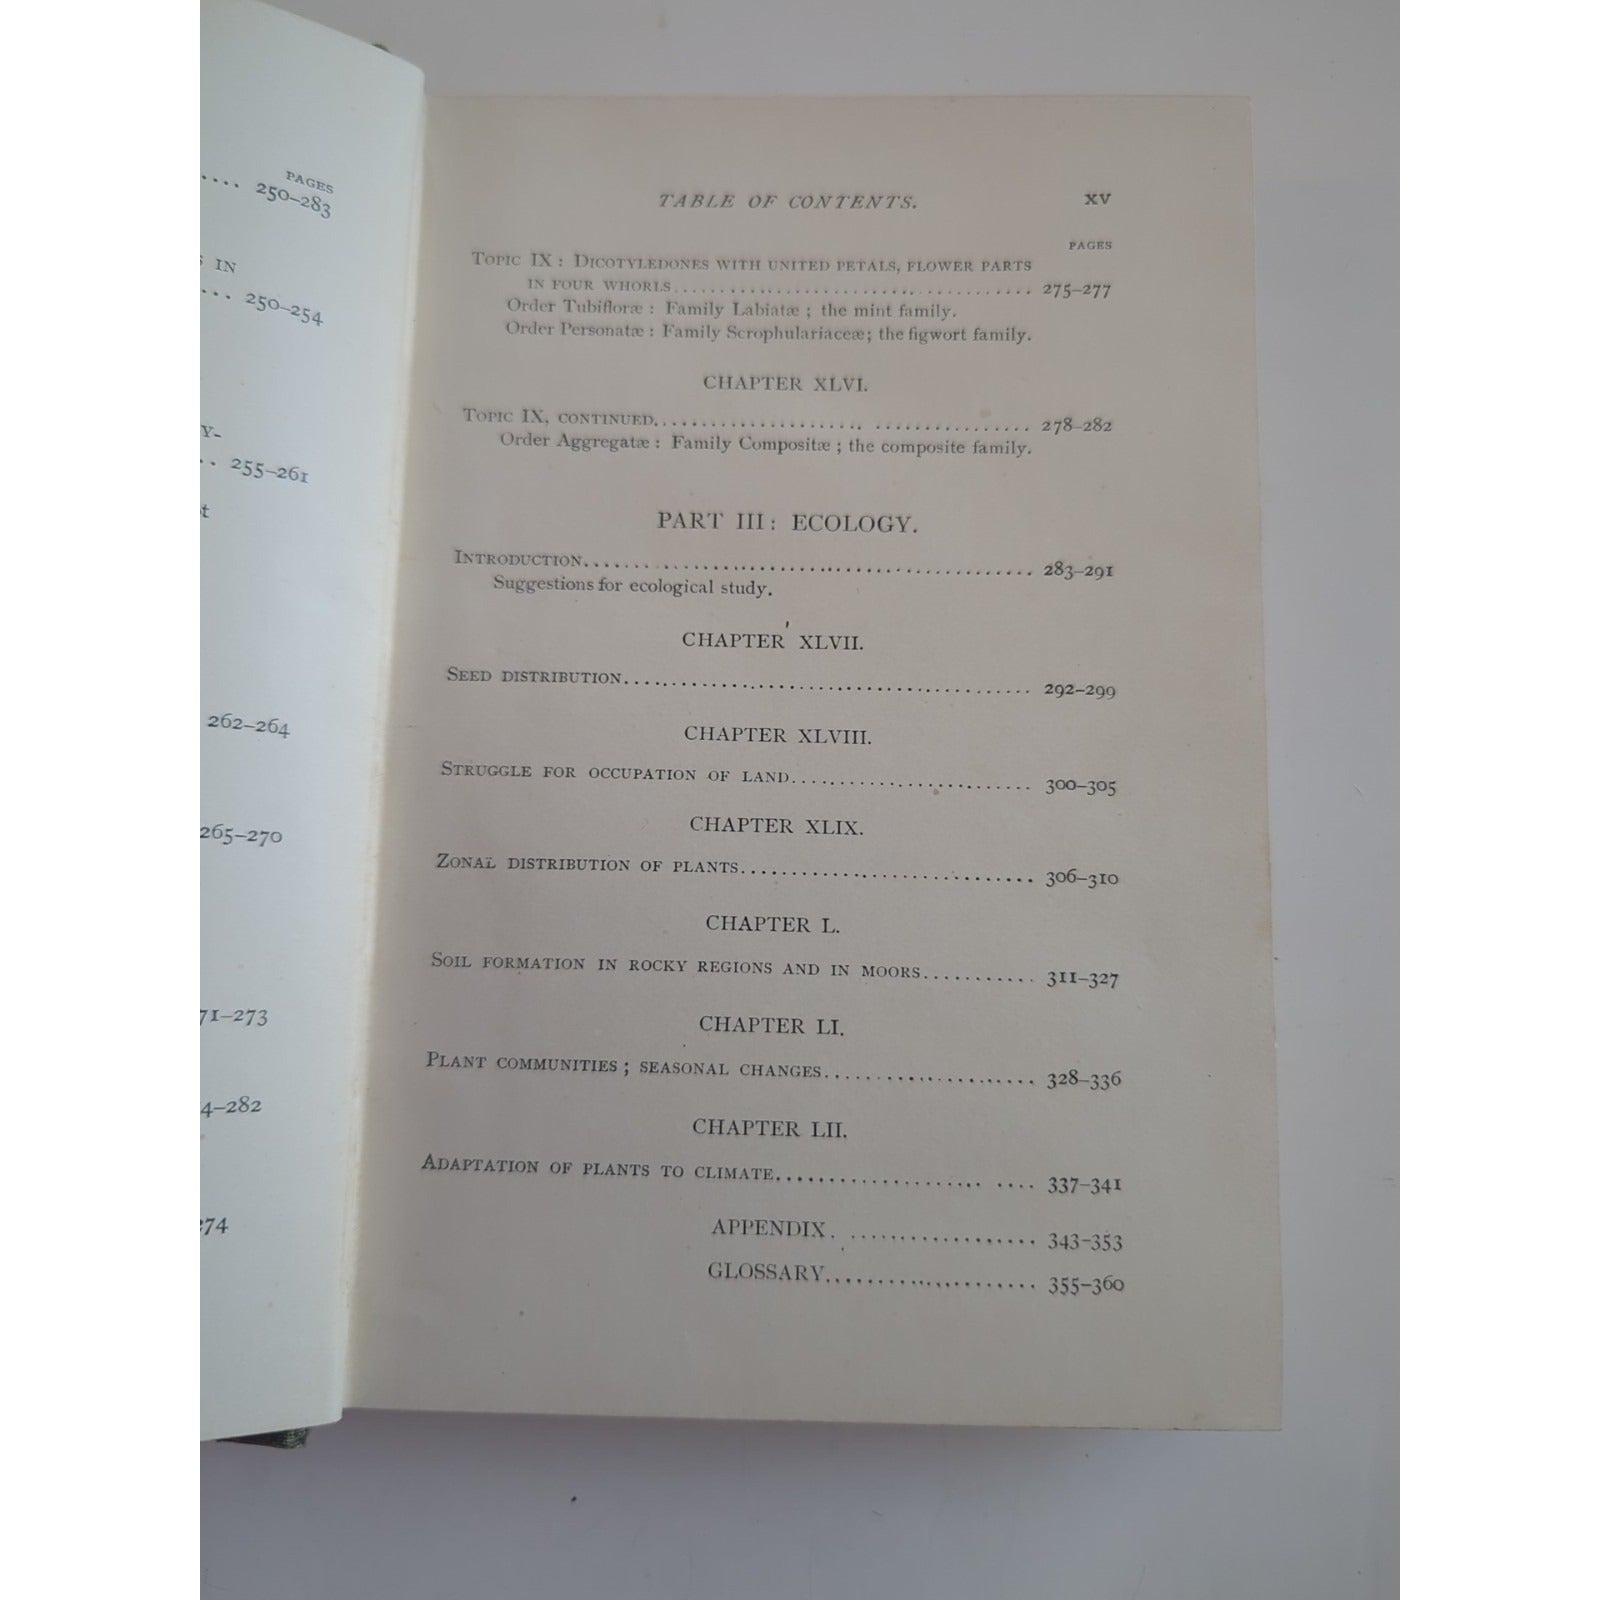 PAGES
.... 250–283
IN
... 250–254
Y-
.. 255–261
262–264
265–270
71–273
4–282
274
TABLE OF CONTENTS. XV
PAGES
TOPIC IX : DICOTYLEDONES WITH UNITED PETALS, FLOWER PARTS
IN FOUR WHORLS........................................ 275–277
Order Tubifloræ : Family Labiatæ ; the mint family.
Order Personatæ : Family Scrophulariaceæ; the figwort family.
CHAPTER XLVI.
TOPIC IX, CONTINUED........................................ 278–282
Order Aggregatæ : Family Compositæ ; the composite family.
PART III: ECOLOGY.
INTRODUCTION.................................................. 283–291
Suggestions for ecological study.
CHAPTER XLVII.
SEED DISTRIBUTION............................................ 292–299
CHAPTER XLVIII.
STRUGGLE FOR OCCUPATION OF LAND........................... 300–305
CHAPTER XLIX.
ZONAL DISTRIBUTION OF PLANTS................................ 306–310
CHAPTER L.
SOIL FORMATION IN ROCKY REGIONS AND IN MOORS........... 311–327
CHAPTER LI.
PLANT COMMUNITIES ; SEASONAL CHANGES...................... 328–336
CHAPTER LII.
ADAPTATION OF PLANTS TO CLIMATE..................... .... 337–341
APPENDIX. .................. 343–353
GLOSSARY...................... 355–360